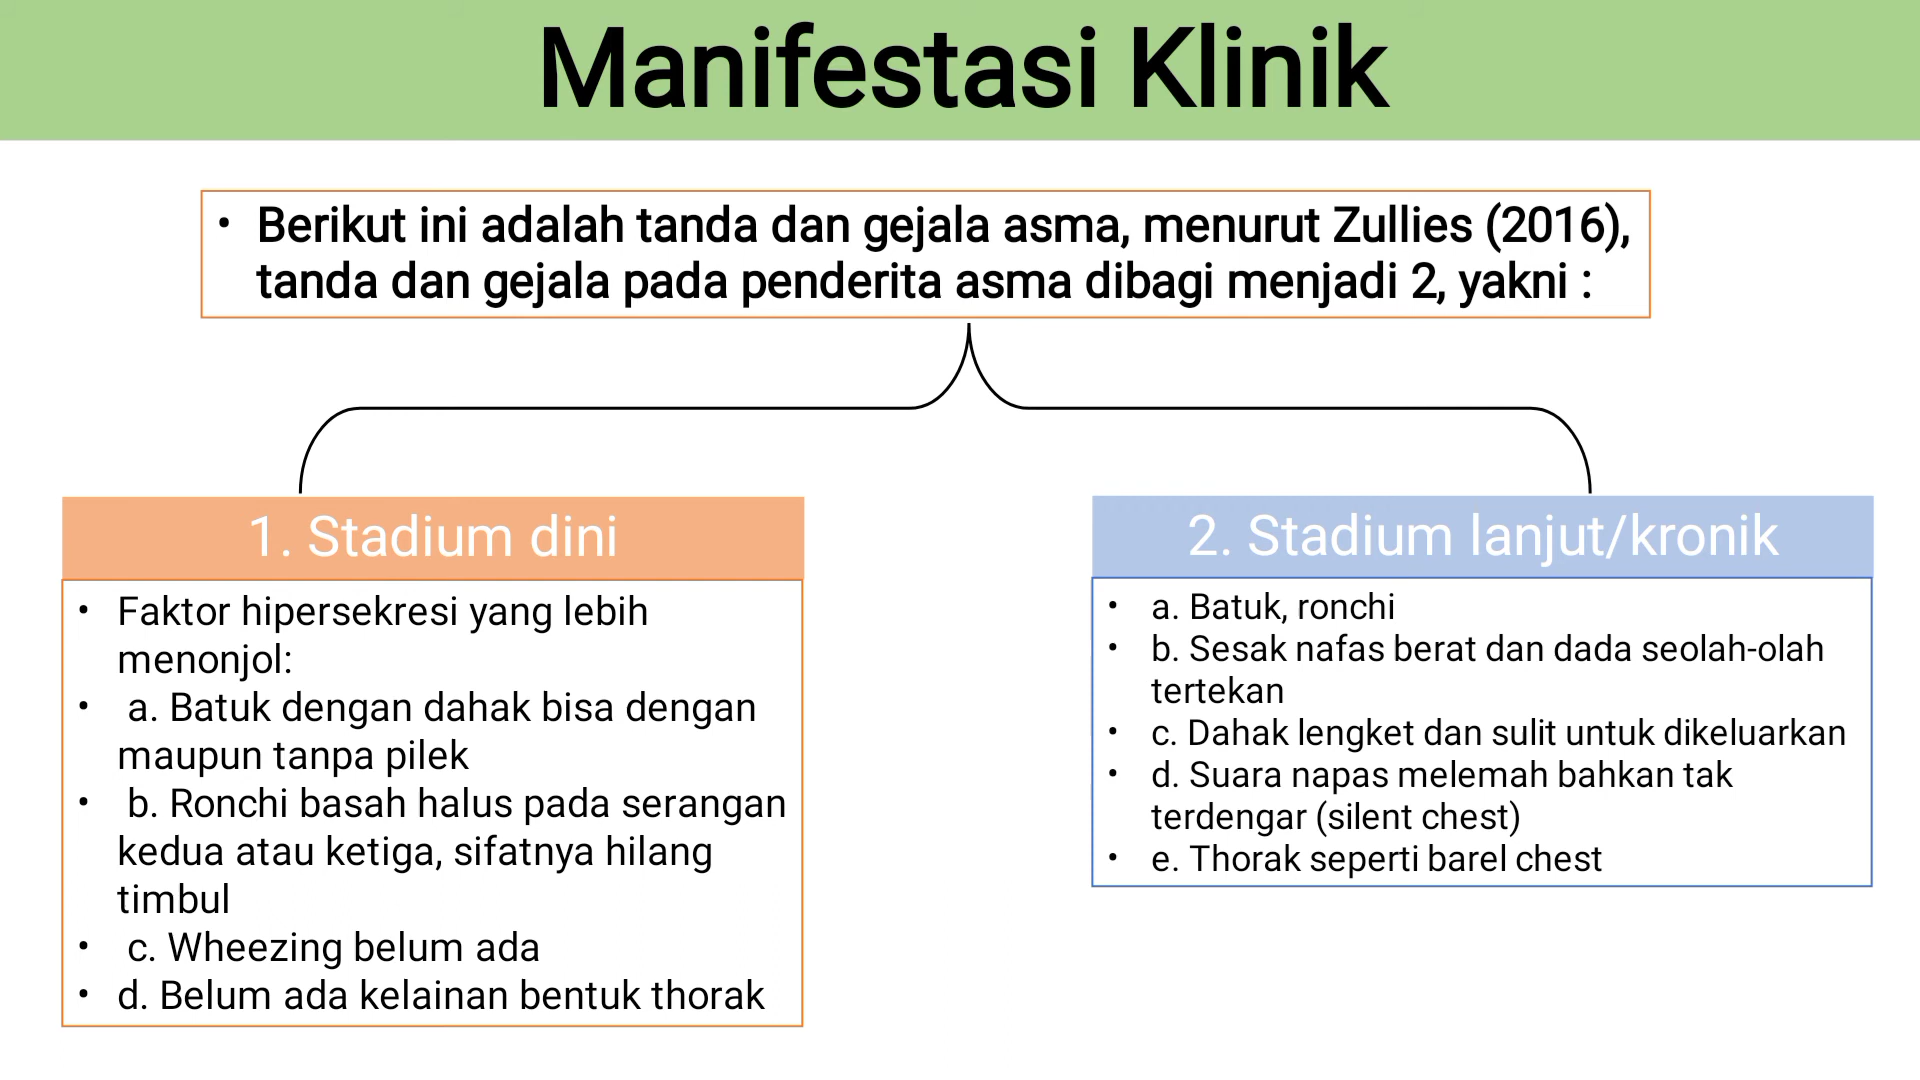 Manifestasi Klinik
• Berikut ini adalah tanda dan gejala asma, menurut Zullies (2016),
tanda dan gejala pada penderita asma dibagi menjadi 2, yakni :
1. Stadium dini
• Faktor hipersekresi yang lebih
menonjol:
• a. Batuk dengan dahak bisa dengan
maupun tanpa pilek
• b. Ronchi basah halus pada serangan
kedua atau ketiga, sifatnya hilang
timbul
• c. Wheezing belum ada
• d. Belum ada kelainan bentuk thorak
2. Stadium lanjut/kronik
• a. Batuk, ronchi
• b. Sesak nafas berat dan dada seolah-olah
tertekan
• c. Dahak lengket dan sulit untuk dikeluarkan
• d. Suara napas melemah bahkan tak
terdengar (silent chest)
• e. Thorak seperti barel chest